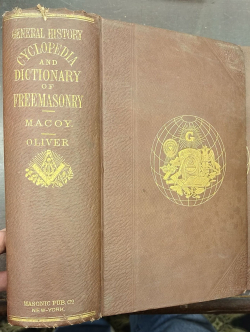 GENERAL HISTORY
CYCLOPEDIA
AND
DICTIONARY
OF
FREEMASONRY
MACOY
OLIVER
MASONIC PUB. CO
NEW-YORK.
G